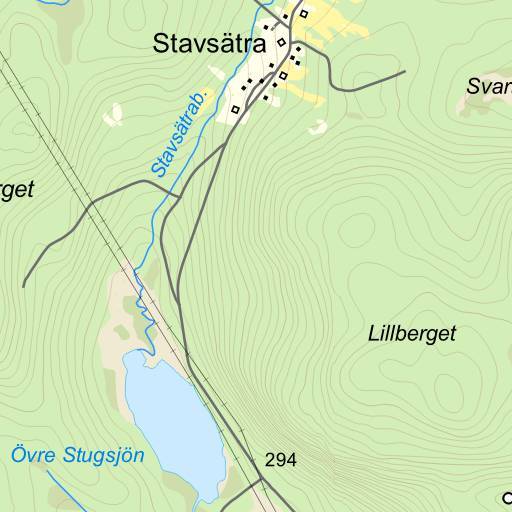 Stavsätra
Svar
Stavsätrab.
rget
Lillberget
Övre Stugsjön
294